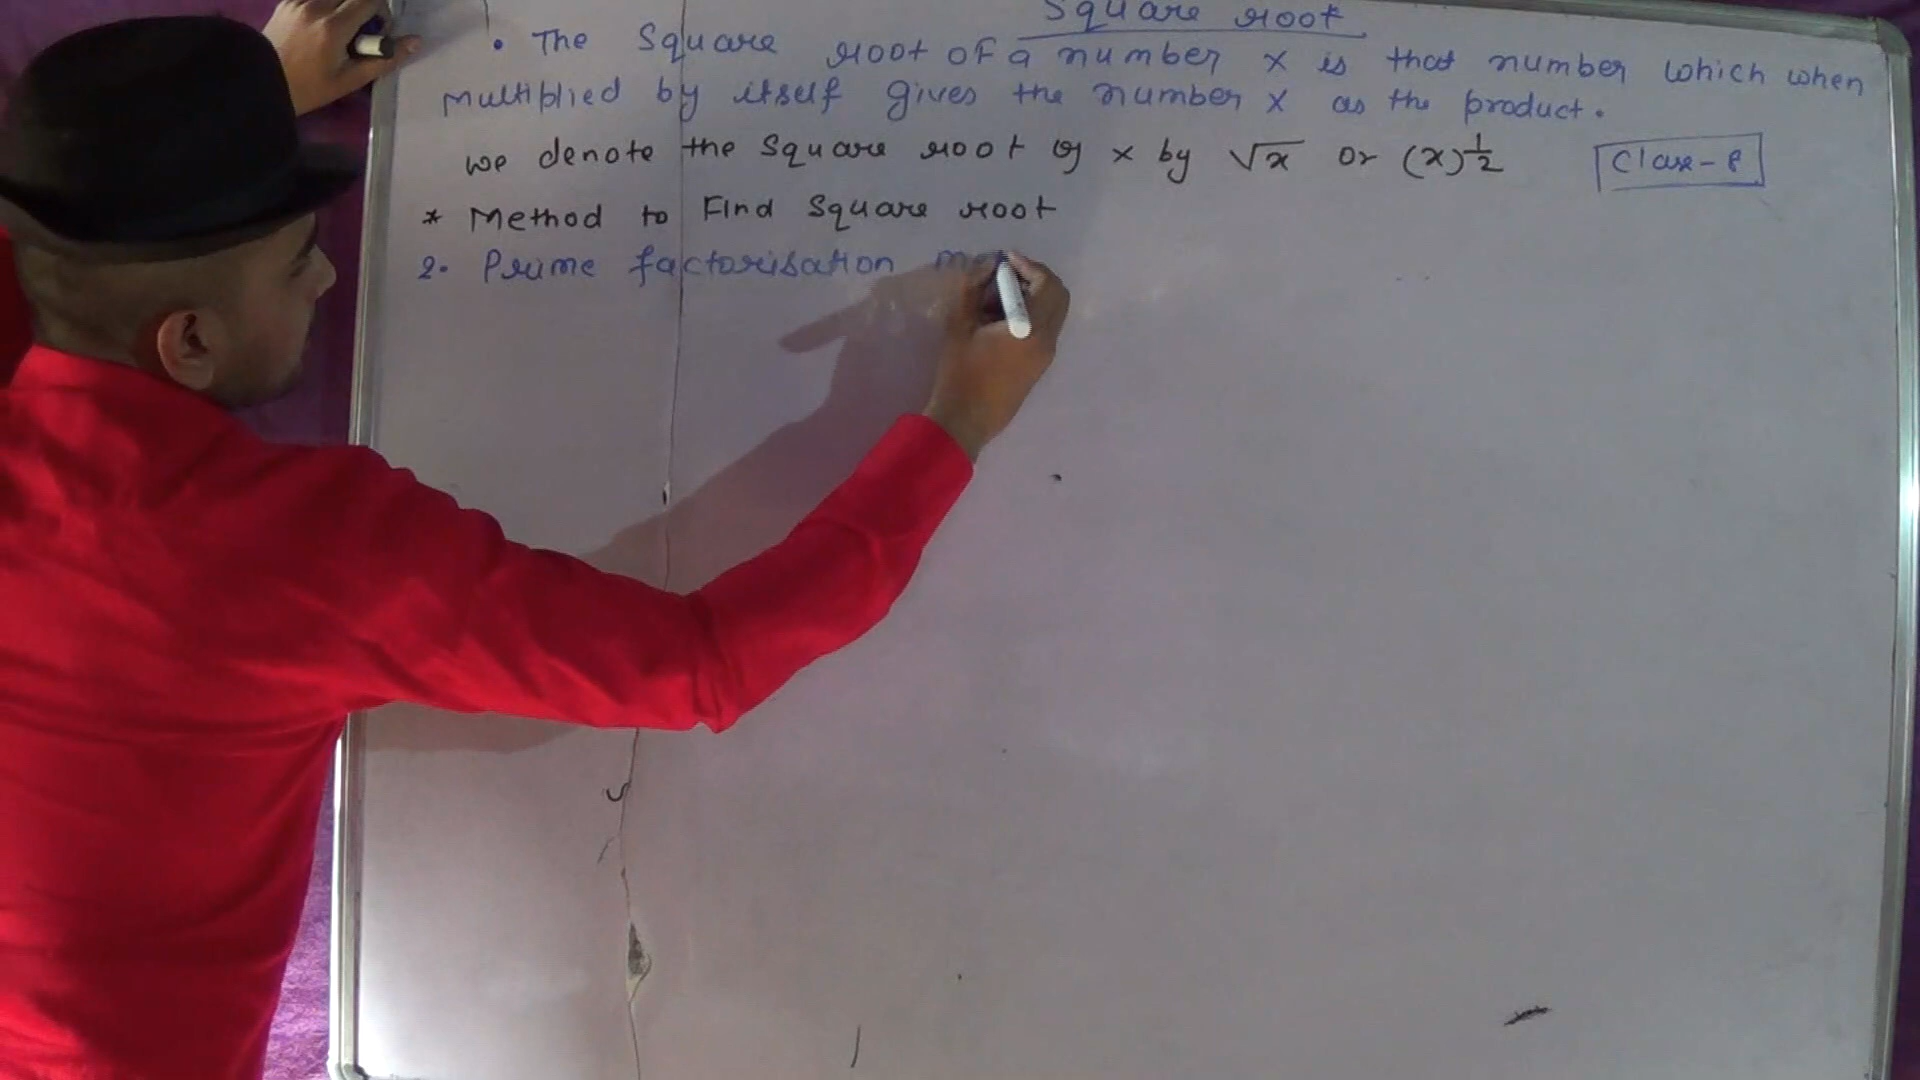 Square root
• The Square root of a number x is that number which when
multiplied by itself gives the number x as the product.
we denote the square root of x by √x or (x)^1/2
Class-8
* Method to Find Square root
2. Prime factorisation